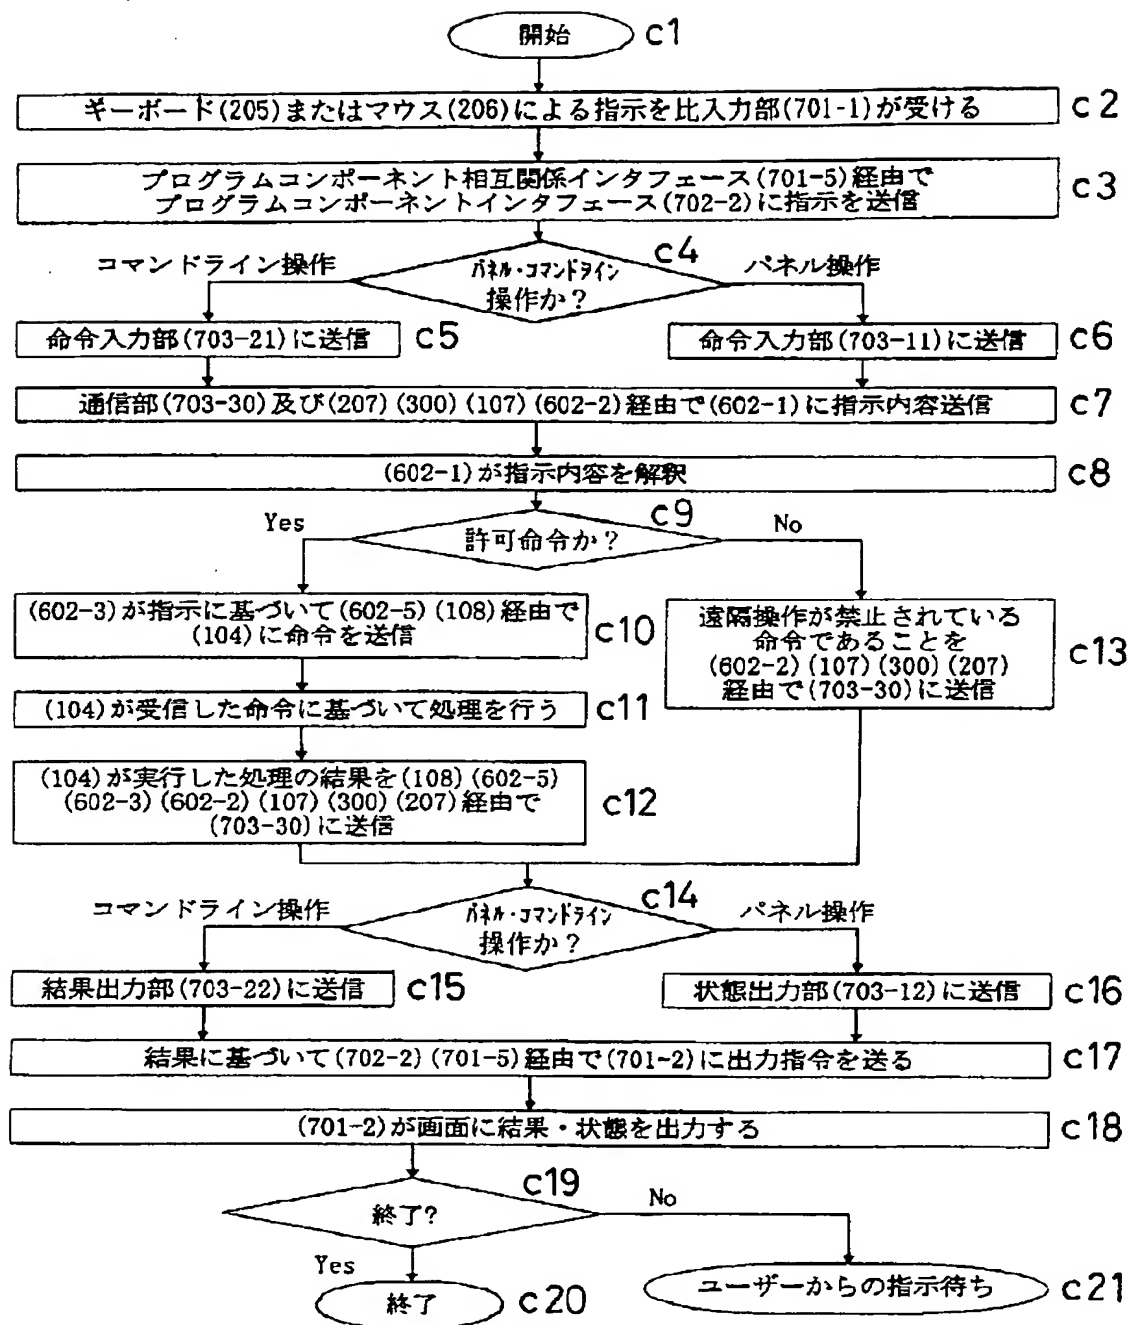 開始 c1
キーボード(205)またはマウス(206)による指示を比入力部(701-1)が受ける c2
プログラムコンポーネント相互関係インタフェース(701-5)経由で
プログラムコンポーネントインタフェース(702-2)に指示を送信 c3
コマンドライン操作 パネル・コマンドライン c4 パネル操作
操作か?
命令入力部(703-21)に送信 c5 命令入力部(703-11)に送信 c6
通信部(703-30)及び(207)(300)(107)(602-2)経由で(602-1)に指示内容送信 c7
(602-1)が指示内容を解釈 c8
Yes 許可命令か? c9 No
(602-3)が指示に基づいて(602-5)(108)経由で
(104)に命令を送信 c10
遠隔操作が禁止されている
命令であることを
(602-2)(107)(300)(207)
経由で(703-30)に送信 c13
(104)が受信した命令に基づいて処理を行う c11
(104)が実行した処理の結果を(108)(602-5)
(602-3)(602-2)(107)(300)(207)経由で
(703-30)に送信 c12
コマンドライン操作 パネル・コマンドライン c14 パネル操作
操作か?
結果出力部(703-22)に送信 c15 状態出力部(703-12)に送信 c16
結果に基づいて(702-2)(701-5)経由で(701-2)に出力指令を送る c17
(701-2)が画面に結果・状態を出力する c18
終了? c19 No
Yes
終了 c20 ユーザーからの指示待ち c21